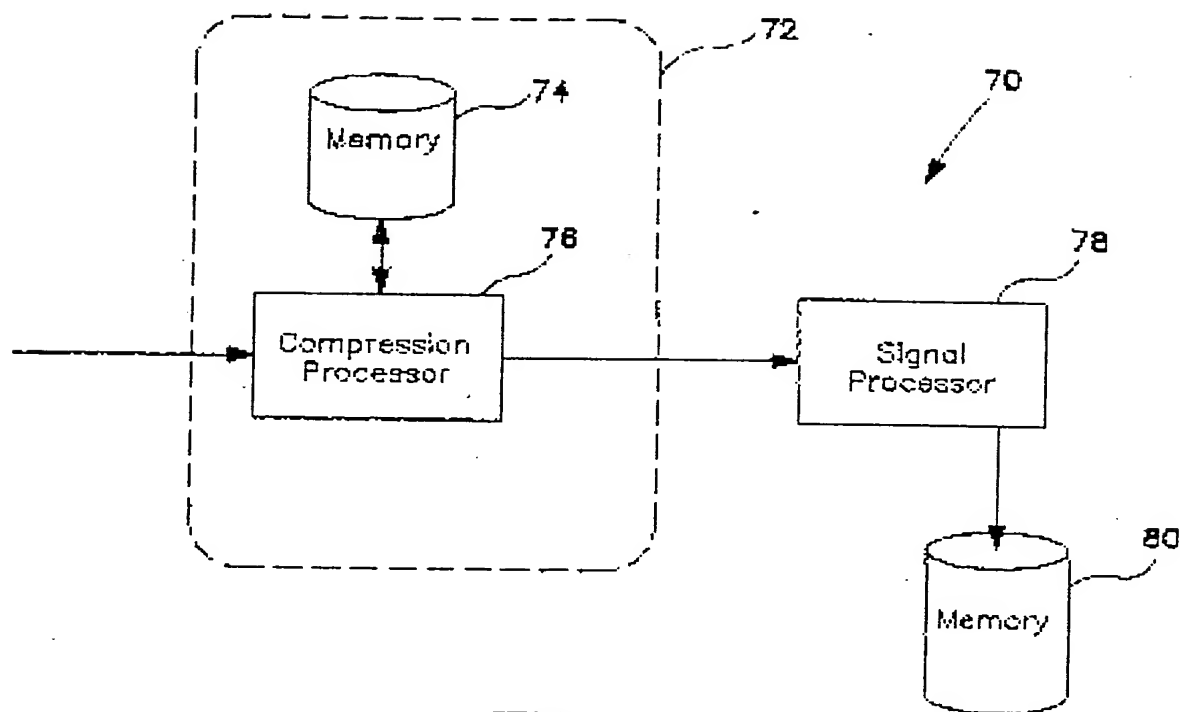 72
74
70
Memory
76
78
Compression
Processor
Signal
Processor
80
Memory